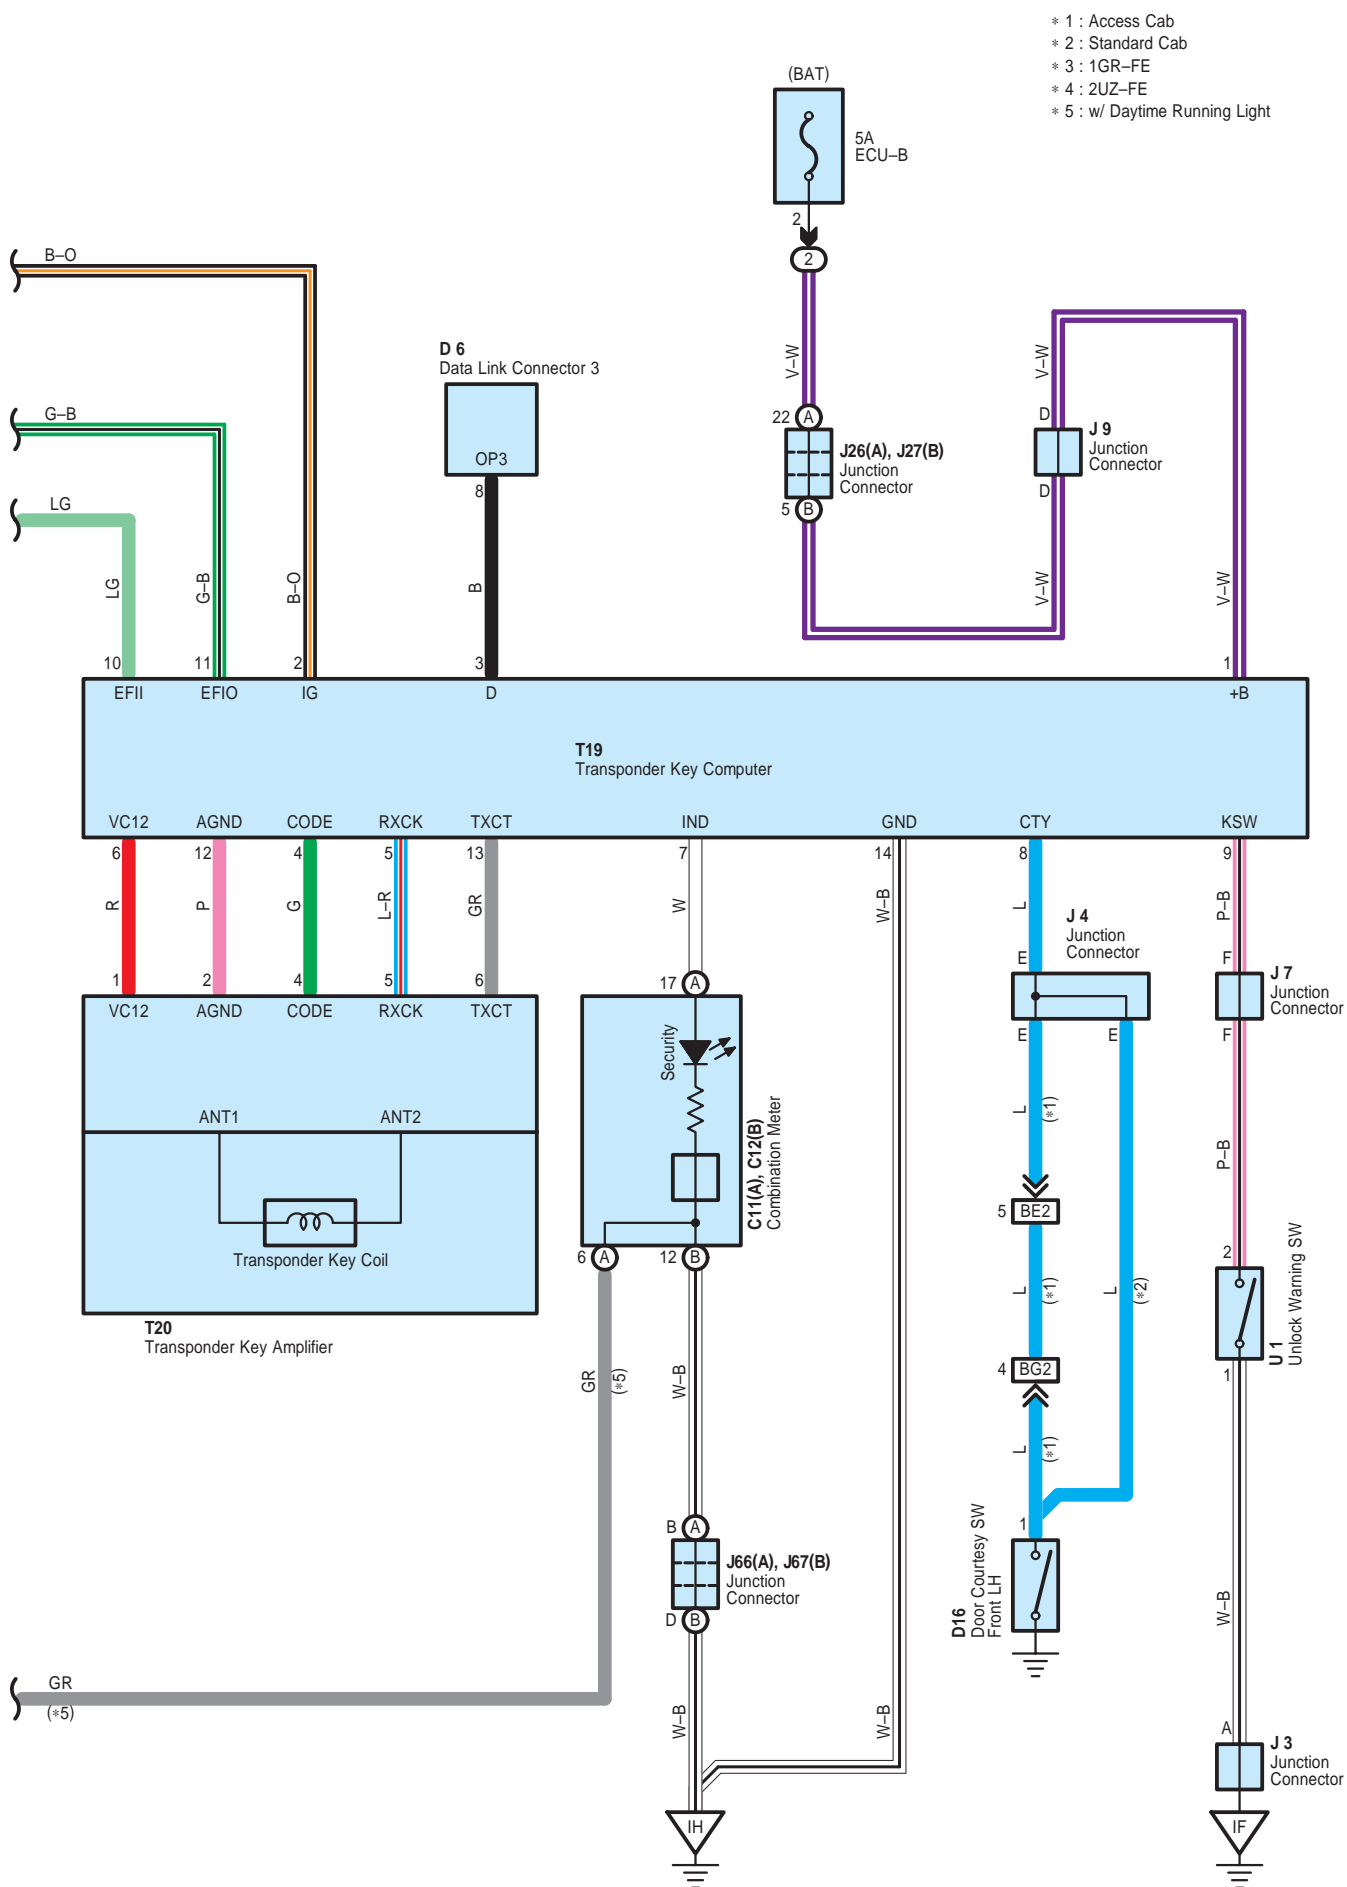 ∗ 1 : Access Cab
∗ 2 : Standard Cab
∗ 3 : 1GR–FE
∗ 4 : 2UZ–FE
∗ 5 : w/ Daytime Running Light
(BAT)
5A
ECU–B
2
2
B–O
D 6
Data Link Connector 3
OP3
8
G–B
LG
V–W
22 A
J26(A), J27(B)
Junction
Connector
5 B
V–W
D
J 9
Junction
Connector
D
LG
G–B
B–O
B
V–W
V–W
10
11
2
3
1
EFII
EFIO
IG
D
+B
T19
Transponder Key Computer
VC12
AGND
CODE
RXCK
TXCT
IND
GND
CTY
KSW
6
12
4
5
13
7
14
8
9
R
P
G
L–R
GR
W
W–B
L
P–B
1
2
4
5
6
17 A
E
J 4
Junction
Connector
F
J 7
Junction
Connector
VC12
AGND
CODE
RXCK
TXCT
E
E
F
Security
ANT1
ANT2
Transponder Key Coil
T20
Transponder Key Amplifier
C11(A), C12(B)
Combination Meter
6 A
12 B
L
(∗1)
P–B
5 BE2
L
(∗1)
L
(∗2)
4 BG2
L
(∗1)
2
U 1
Unlock Warning SW
1
GR
(∗5)
W–B
B A
J66(A), J67(B)
Junction
Connector
D B
1
D16
Door Courtesy SW
Front LH
W–B
GR
(∗5)
W–B
W–B
A
J 3
Junction
Connector
IH
IF